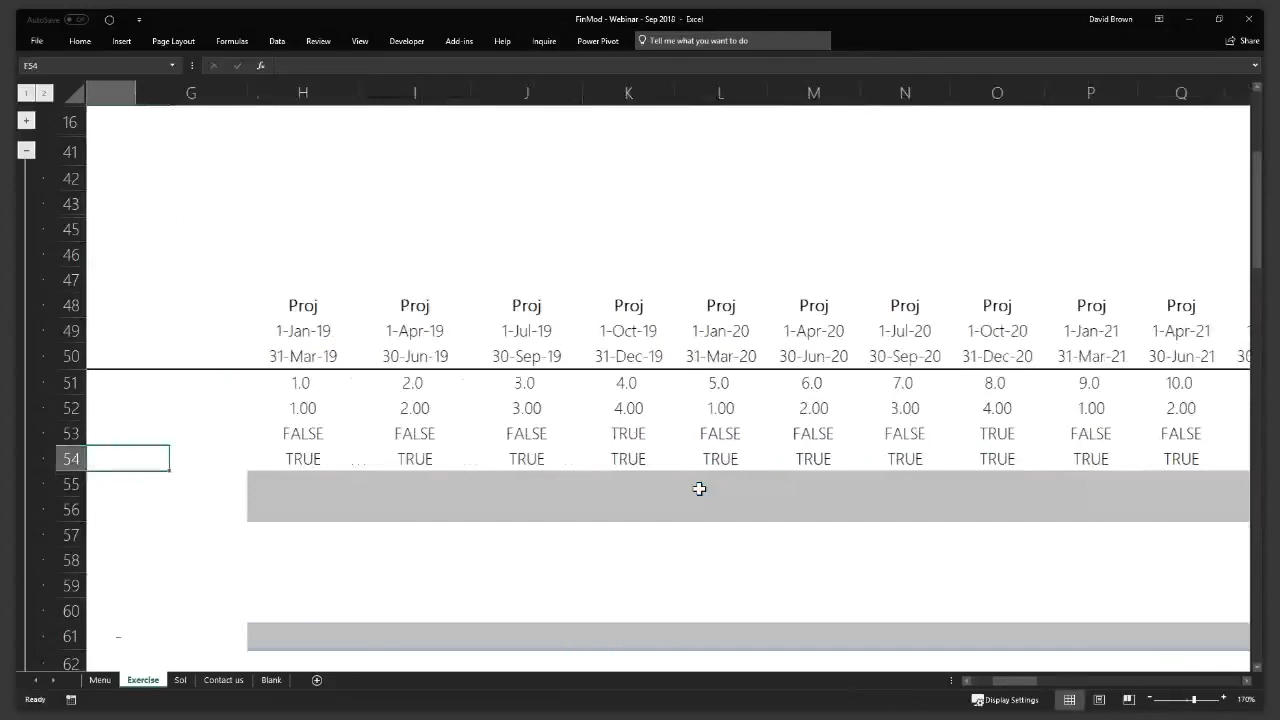 AutoSave Off
FinMod - Webinar - Sep 2018 - Excel
David Brown
File Home Insert Page Layout Formulas Data Review View Developer Add-ins Help Inquire Power Pivot Tell me what you want to do Share
F54 fx
1 2 G H I J K L M N O P Q
16
41
42
43
45
46
47
48 Proj Proj Proj Proj Proj Proj Proj Proj Proj Proj
49 1-Jan-19 1-Apr-19 1-Jul-19 1-Oct-19 1-Jan-20 1-Apr-20 1-Jul-20 1-Oct-20 1-Jan-21 1-Apr-21
50 31-Mar-19 30-Jun-19 30-Sep-19 31-Dec-19 31-Mar-20 30-Jun-20 30-Sep-20 31-Dec-20 31-Mar-21 30-Jun-21
51 1.0 2.0 3.0 4.0 5.0 6.0 7.0 8.0 9.0 10.0
52 1.00 2.00 3.00 4.00 1.00 2.00 3.00 4.00 1.00 2.00
53 FALSE FALSE FALSE TRUE FALSE FALSE FALSE TRUE FALSE FALSE
54 TRUE TRUE TRUE TRUE TRUE TRUE TRUE TRUE TRUE TRUE
55
56
57
58
59
60
61 –
62
Menu Exercise Sol Contact us Blank
Ready Display Settings 170%